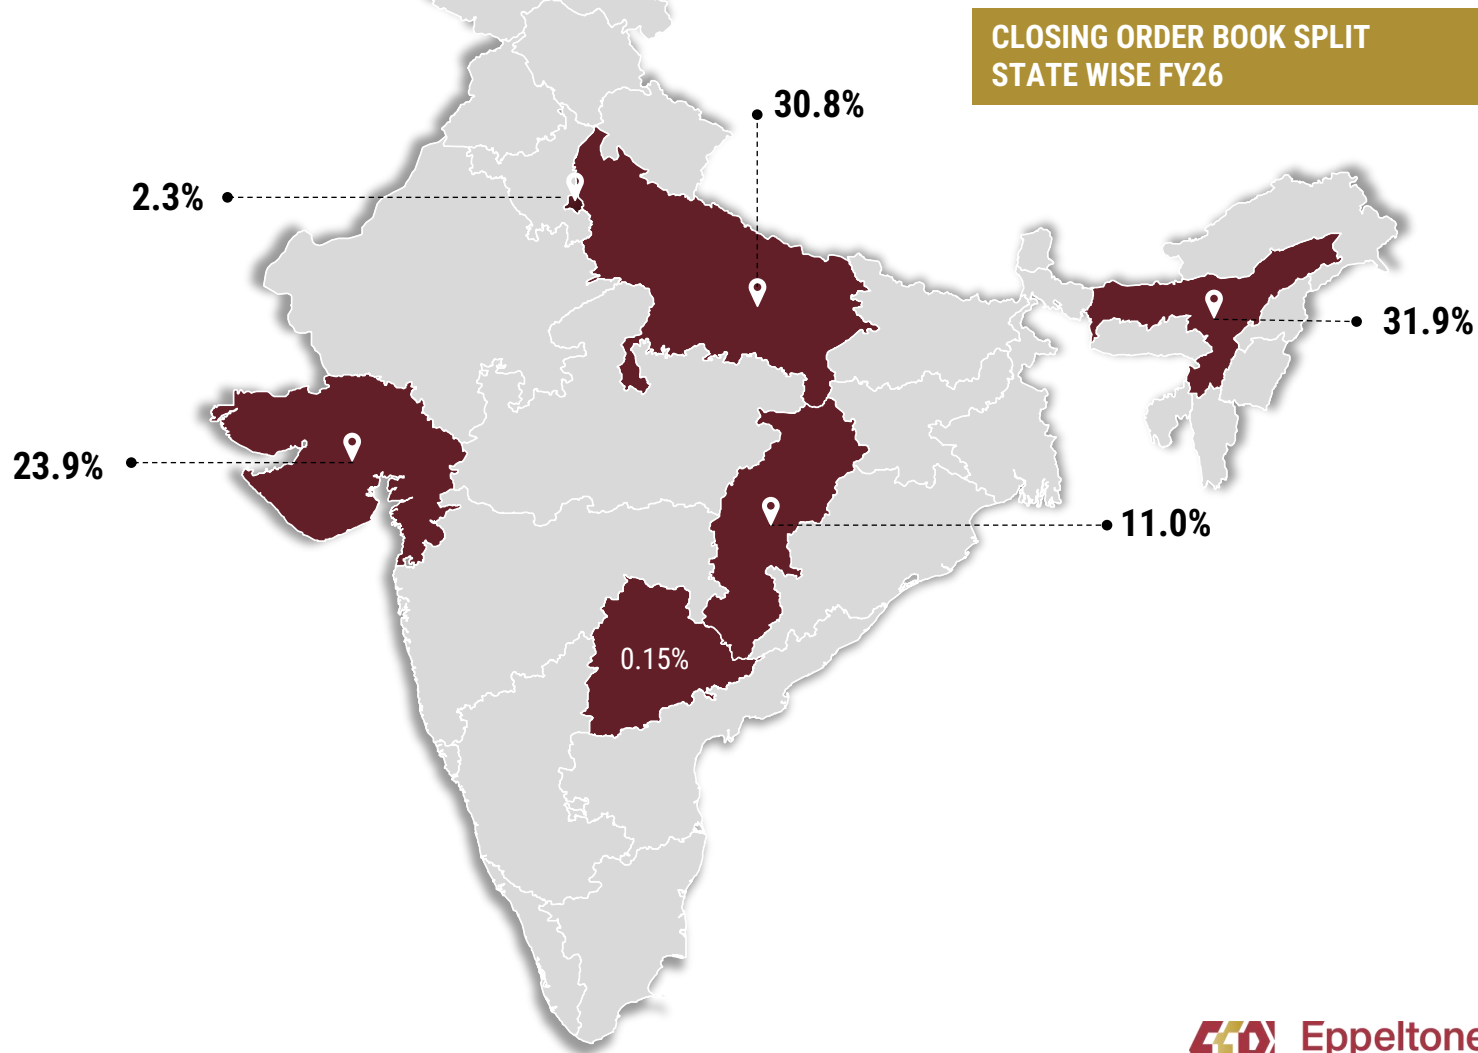 CLOSING ORDER BOOK SPLIT
STATE WISE FY26
30.8%
2.3%
31.9%
23.9%
11.0%
0.15%
Eppeltone